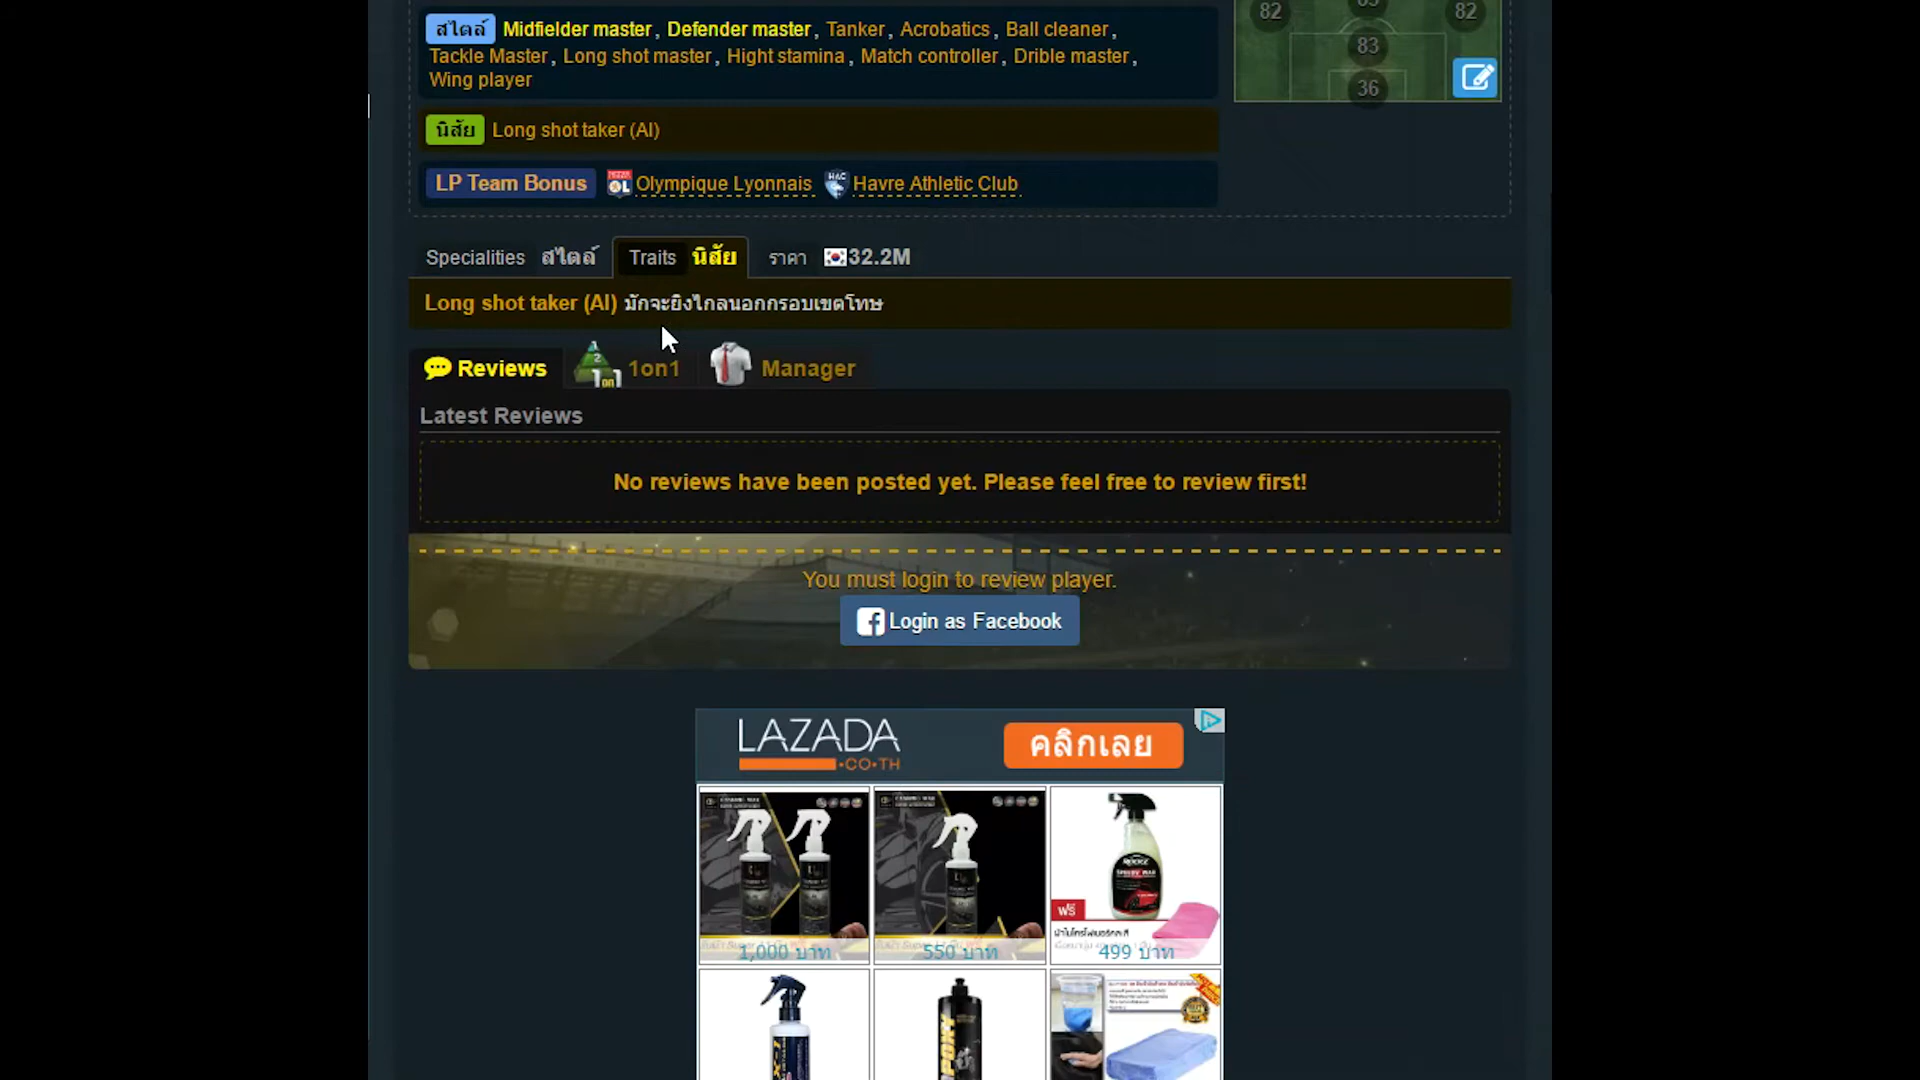 สไตล์ Midfielder master , Defender master , Tanker , Acrobatics , Ball cleaner ,
Tackle Master , Long shot master , Hight stamina , Match controller , Drible master ,
Wing player
82 82
83
36
นิสัย Long shot taker (AI)
LP Team Bonus Olympique Lyonnais Havre Athletic Club
Specialities สไตล์ Traits นิสัย ราคา 32.2M
Long shot taker (AI) มักจะยิงไกลนอกกรอบเขตโทษ
Reviews 1on1 Manager
Latest Reviews
No reviews have been posted yet. Please feel free to review first!
You must login to review player.
Login as Facebook
LAZADA
.CO.TH
คลิกเลย
ฟรี
1,000 บาท 550 บาท 499 บาท